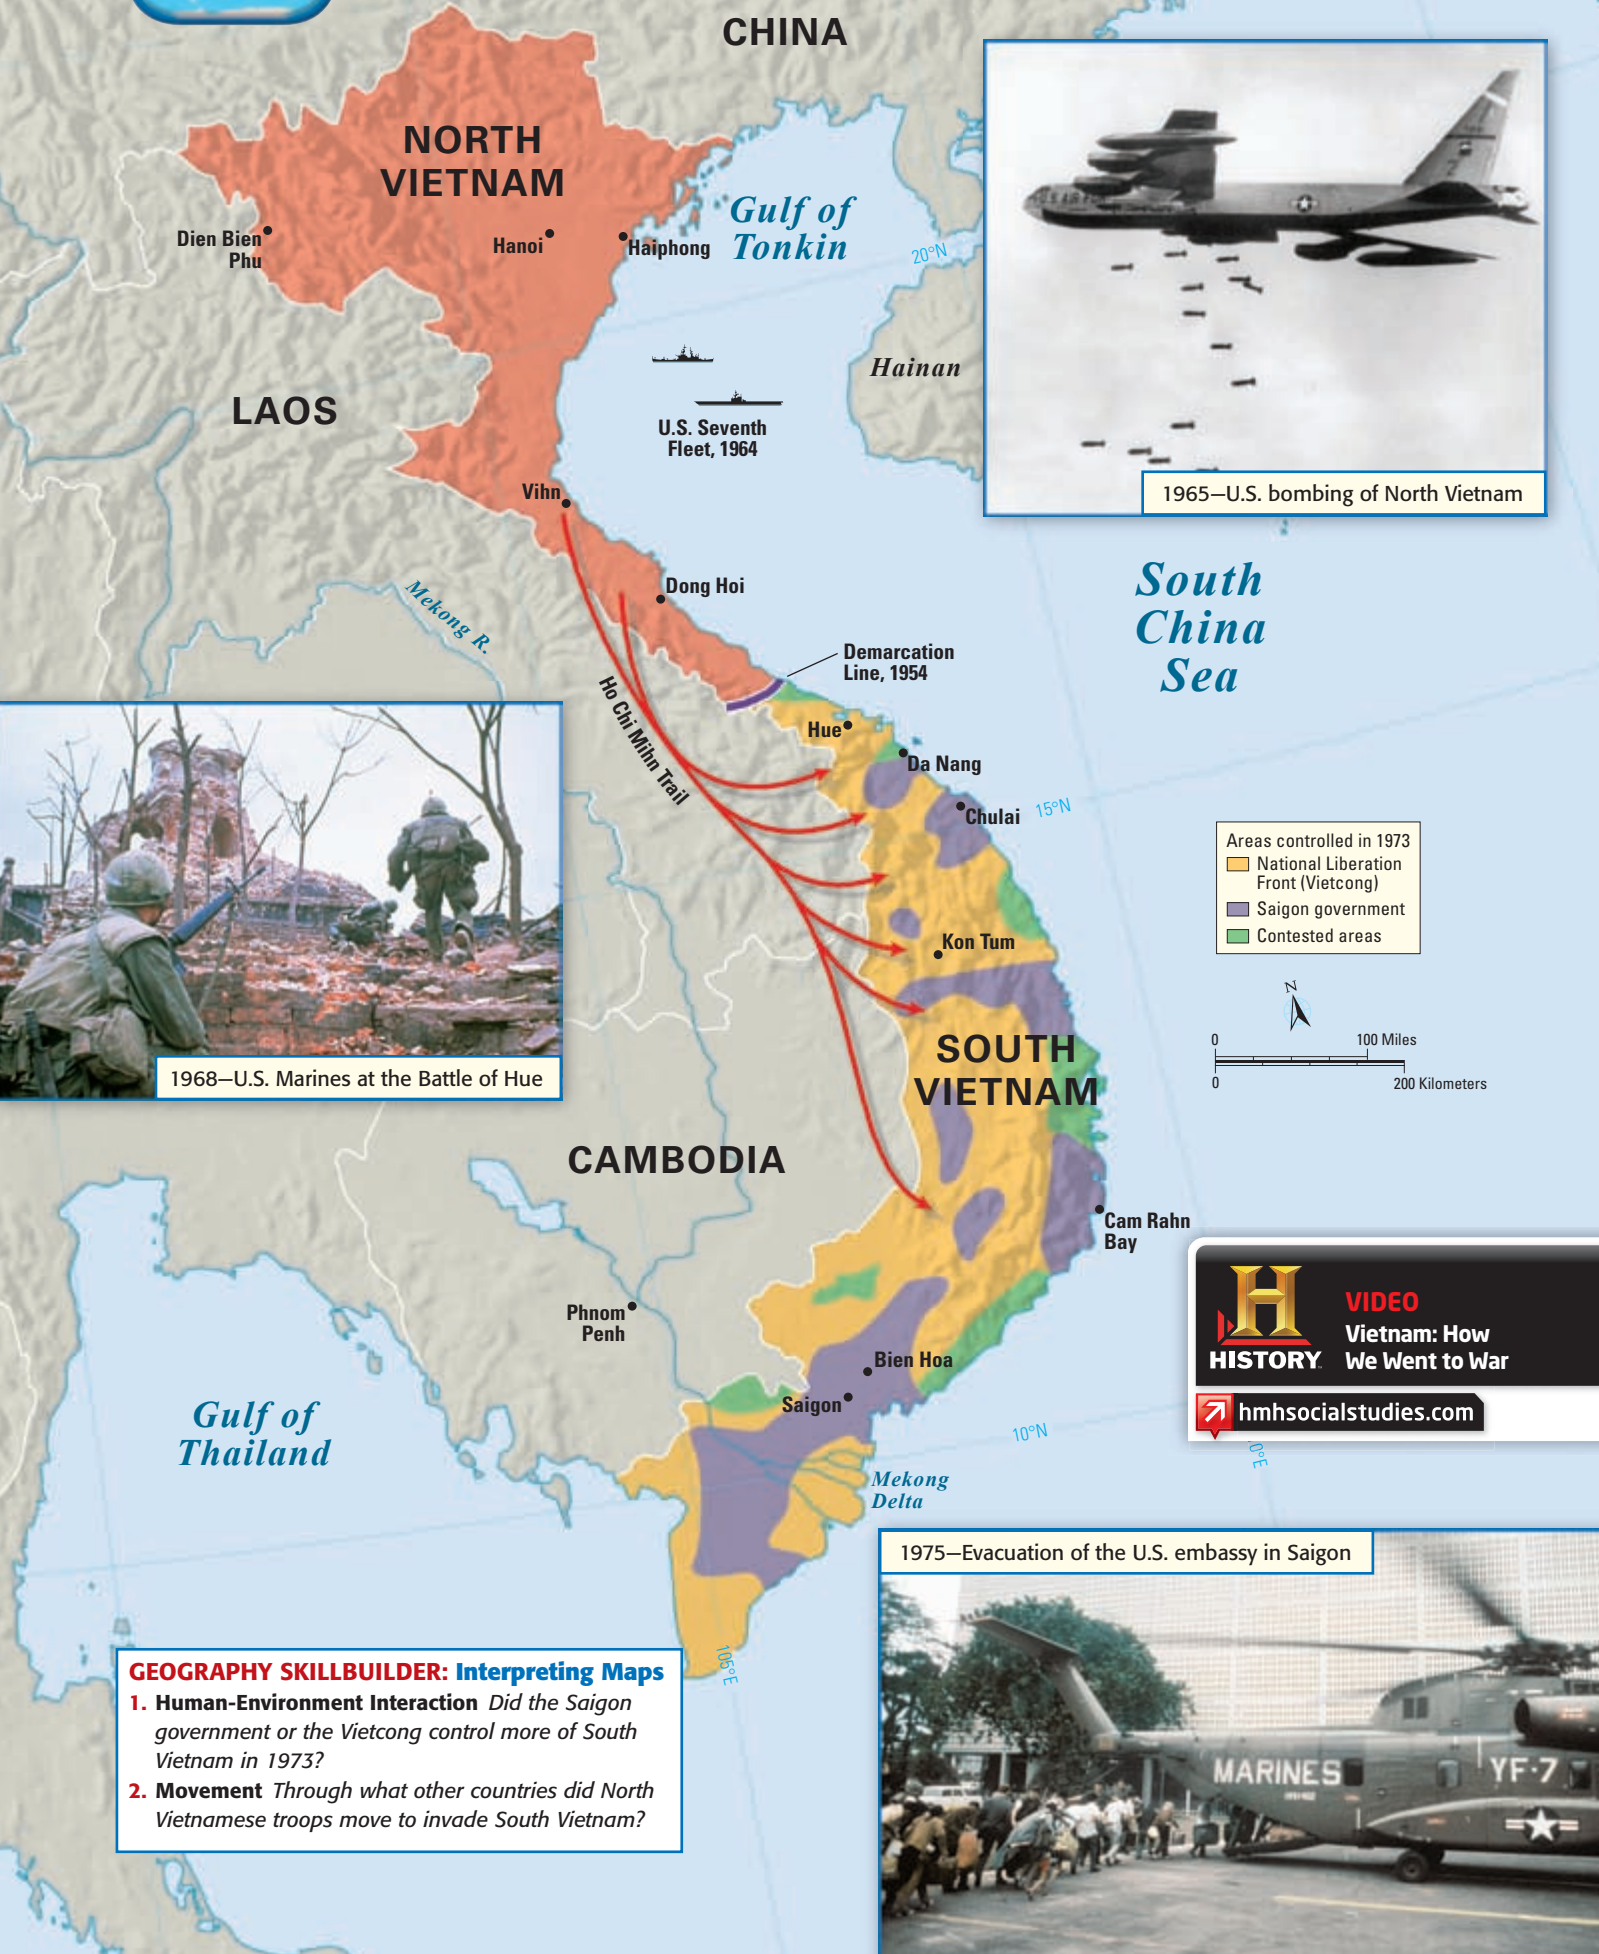 CHINA
NORTH
VIETNAM
Gulf of
Tonkin
Dien Bien
Phu
Hanoi
Haiphong
20°N
Hainan
LAOS
U.S. Seventh
Fleet, 1964
Vihn
1965—U.S. bombing of North Vietnam
South
China
Sea
Dong Hoi
Mekong R.
Demarcation
Line, 1954
Ho Chi Mihn Trail
Hue
Da Nang
Chulai
15°N
Areas controlled in 1973
National Liberation
Front (Vietcong)
Saigon government
Contested areas
Kon Tum
N
0 100 Miles
0 200 Kilometers
SOUTH
VIETNAM
1968—U.S. Marines at the Battle of Hue
CAMBODIA
Cam Rahn
Bay
Phnom
Penh
Bien Hoa
Saigon
H
HISTORY
VIDEO
Vietnam: How
We Went to War
hmhsocialstudies.com
Gulf of
Thailand
10°N
0°E
Mekong
Delta
1975—Evacuation of the U.S. embassy in Saigon
105°E
GEOGRAPHY SKILLBUILDER: Interpreting Maps
1. Human-Environment Interaction Did the Saigon
government or the Vietcong control more of South
Vietnam in 1973?
2. Movement Through what other countries did North
Vietnamese troops move to invade South Vietnam?
MARINES
YF-7